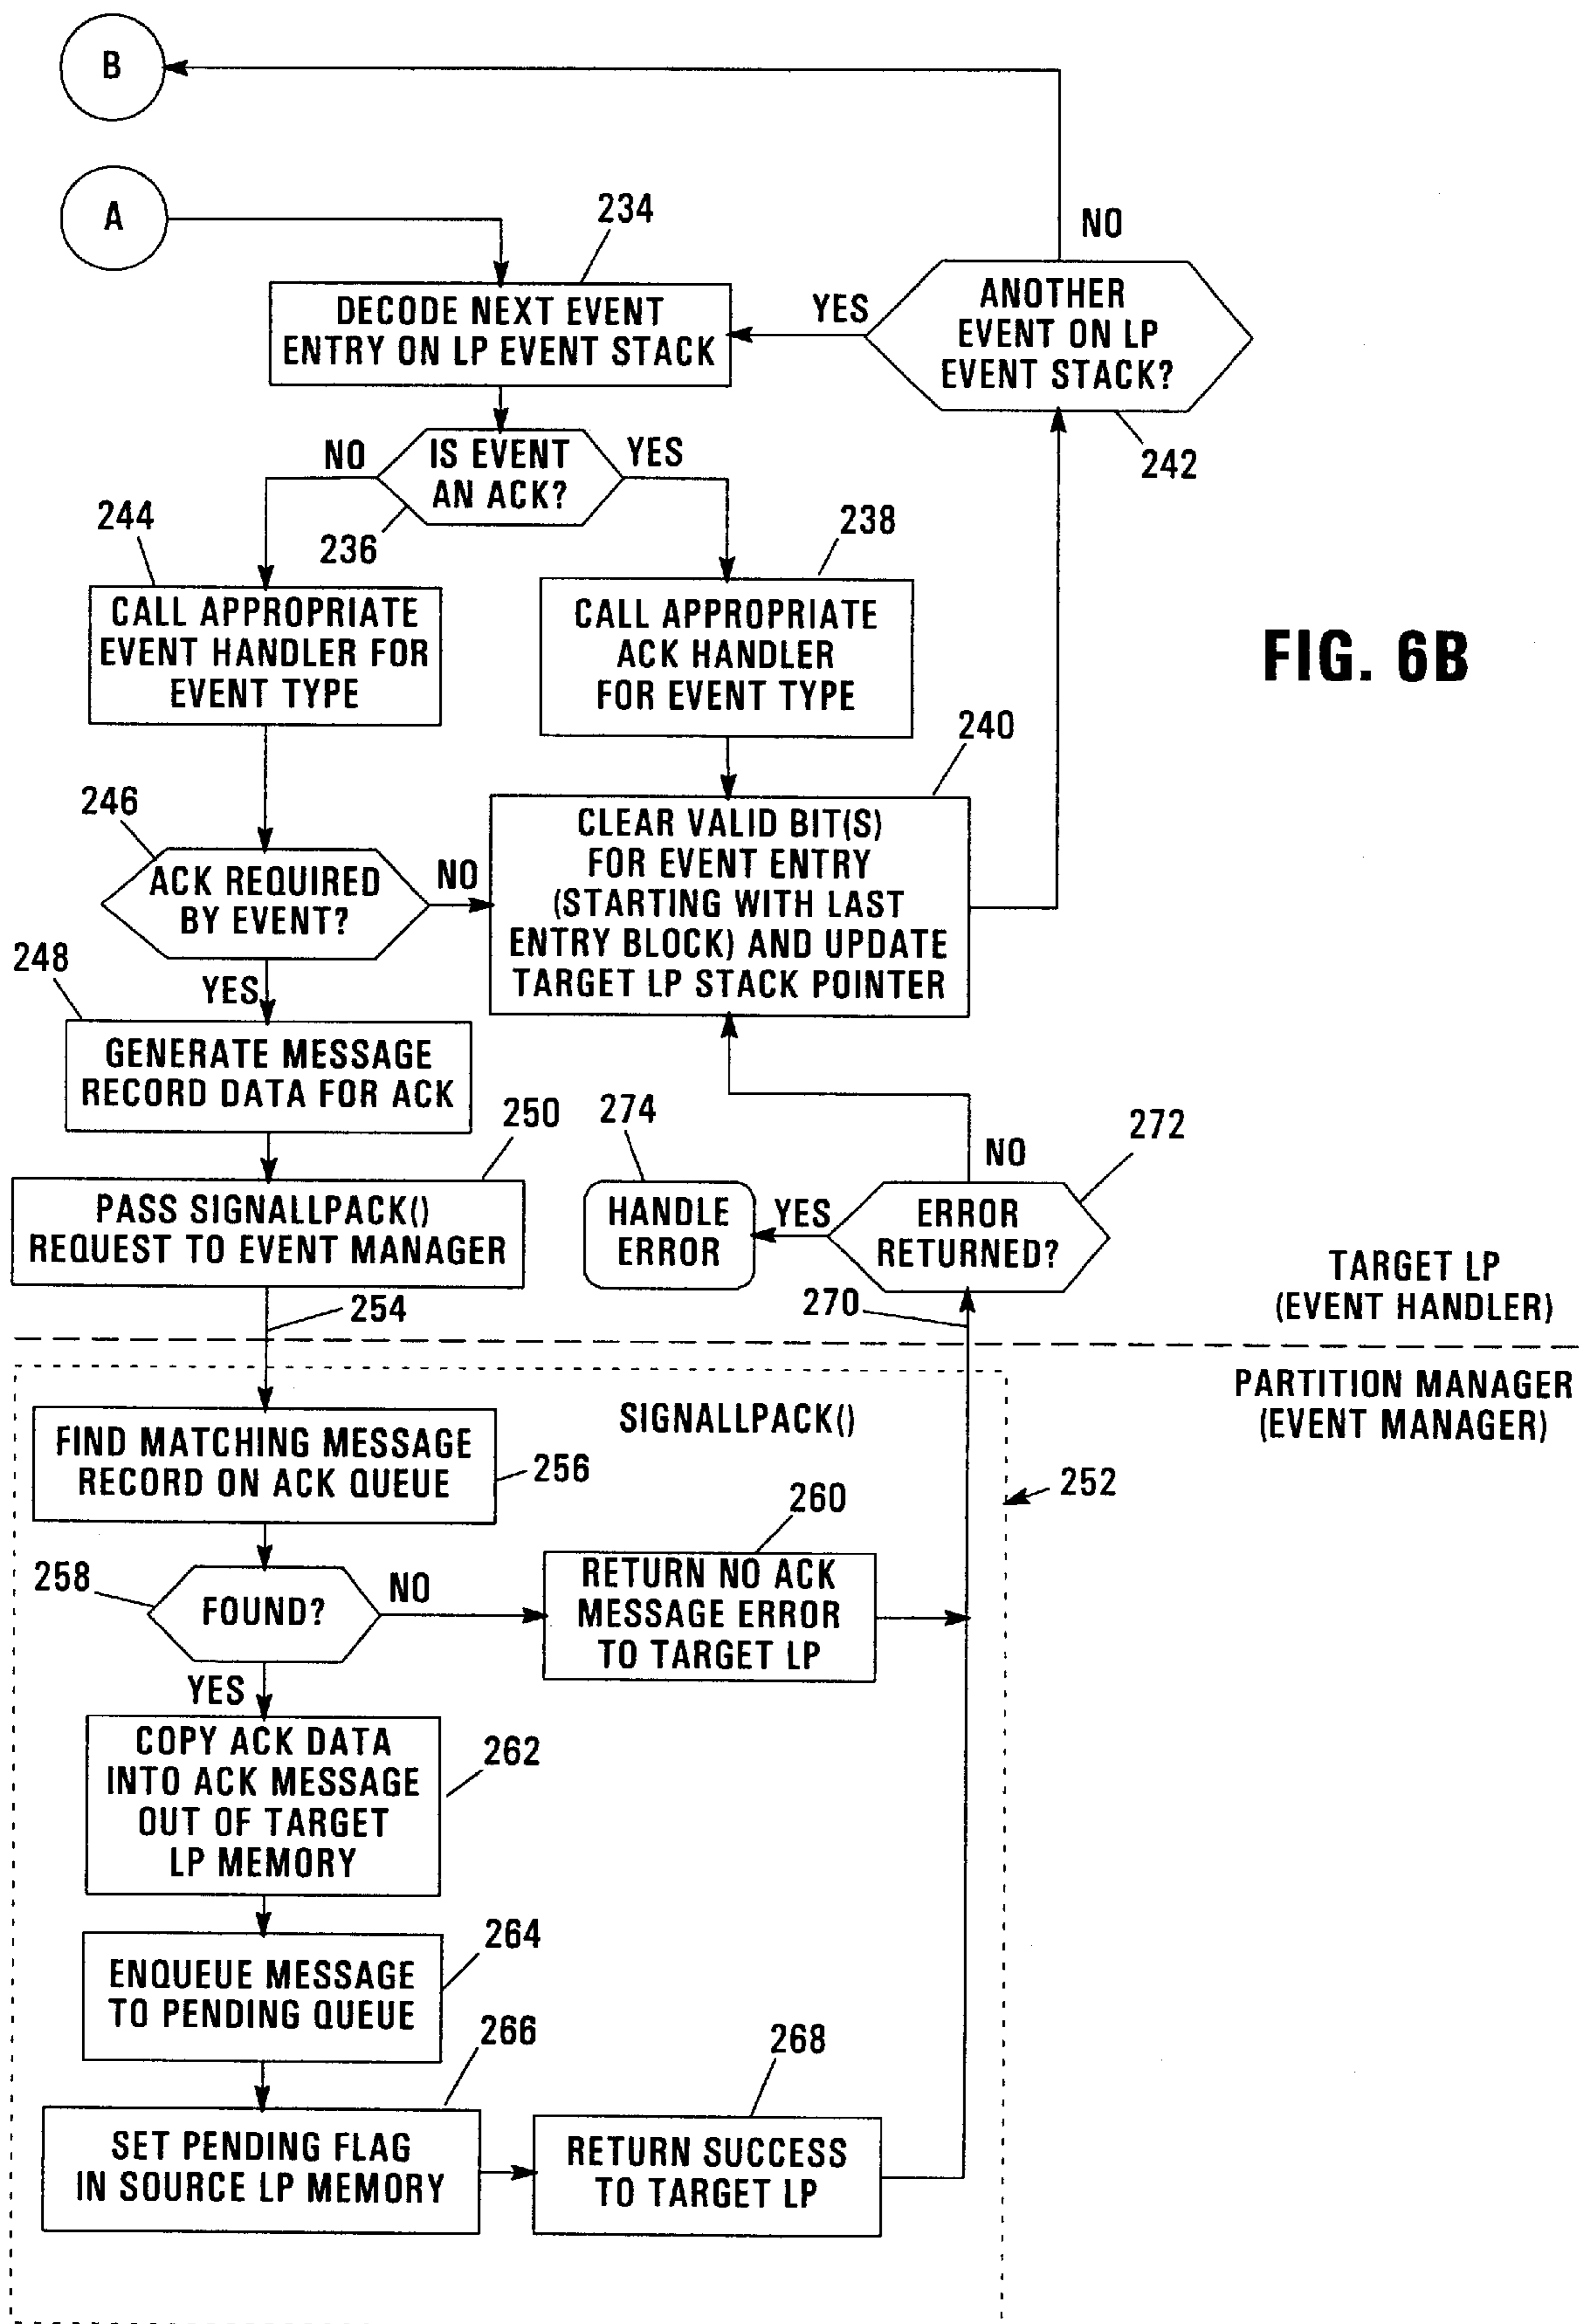 B
A
234
NO
DECODE NEXT EVENT
ENTRY ON LP EVENT STACK
YES
ANOTHER
EVENT ON LP
EVENT STACK?
242
NO
IS EVENT
AN ACK?
YES
236
244
CALL APPROPRIATE
EVENT HANDLER FOR
EVENT TYPE
238
CALL APPROPRIATE
ACK HANDLER
FOR EVENT TYPE
FIG. 6B
240
CLEAR VALID BIT(S)
FOR EVENT ENTRY
(STARTING WITH LAST
ENTRY BLOCK) AND UPDATE
TARGET LP STACK POINTER
246
ACK REQUIRED
BY EVENT?
NO
248
YES
GENERATE MESSAGE
RECORD DATA FOR ACK
250
PASS SIGNALLPACK()
REQUEST TO EVENT MANAGER
254
274
HANDLE
ERROR
YES
NO
272
ERROR
RETURNED?
270
TARGET LP
(EVENT HANDLER)
PARTITION MANAGER
(EVENT MANAGER)
SIGNALLPACK()
252
FIND MATCHING MESSAGE
RECORD ON ACK QUEUE
256
258
FOUND?
NO
260
RETURN NO ACK
MESSAGE ERROR
TO TARGET LP
YES
COPY ACK DATA
INTO ACK MESSAGE
OUT OF TARGET
LP MEMORY
262
264
ENQUEUE MESSAGE
TO PENDING QUEUE
266
SET PENDING FLAG
IN SOURCE LP MEMORY
268
RETURN SUCCESS
TO TARGET LP